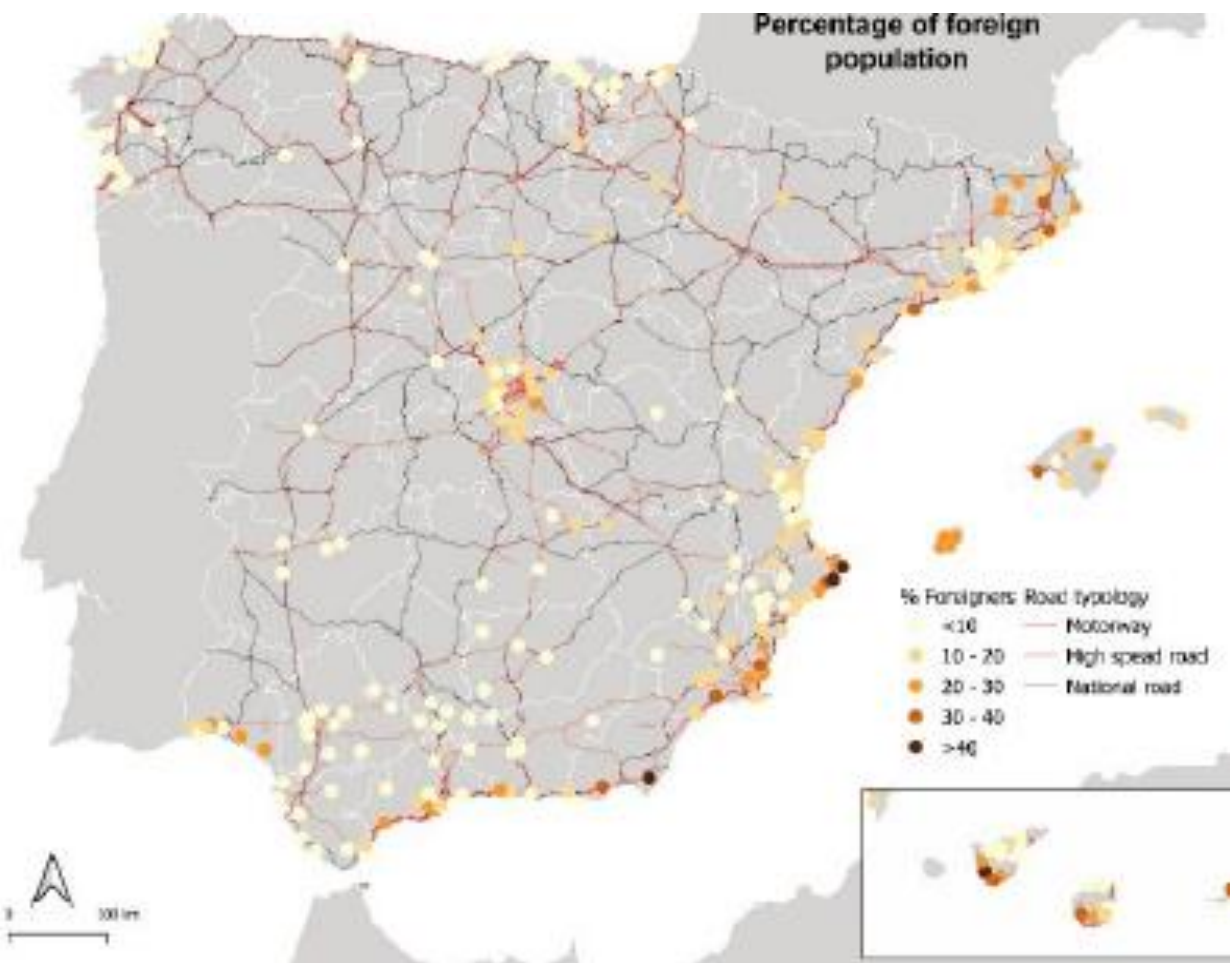 Percentage of foreign
population
% Foreigners Road typology
<10 Motorway
10 - 20 High spead road
20 - 30 National road
30 - 40
>40
0 100 km